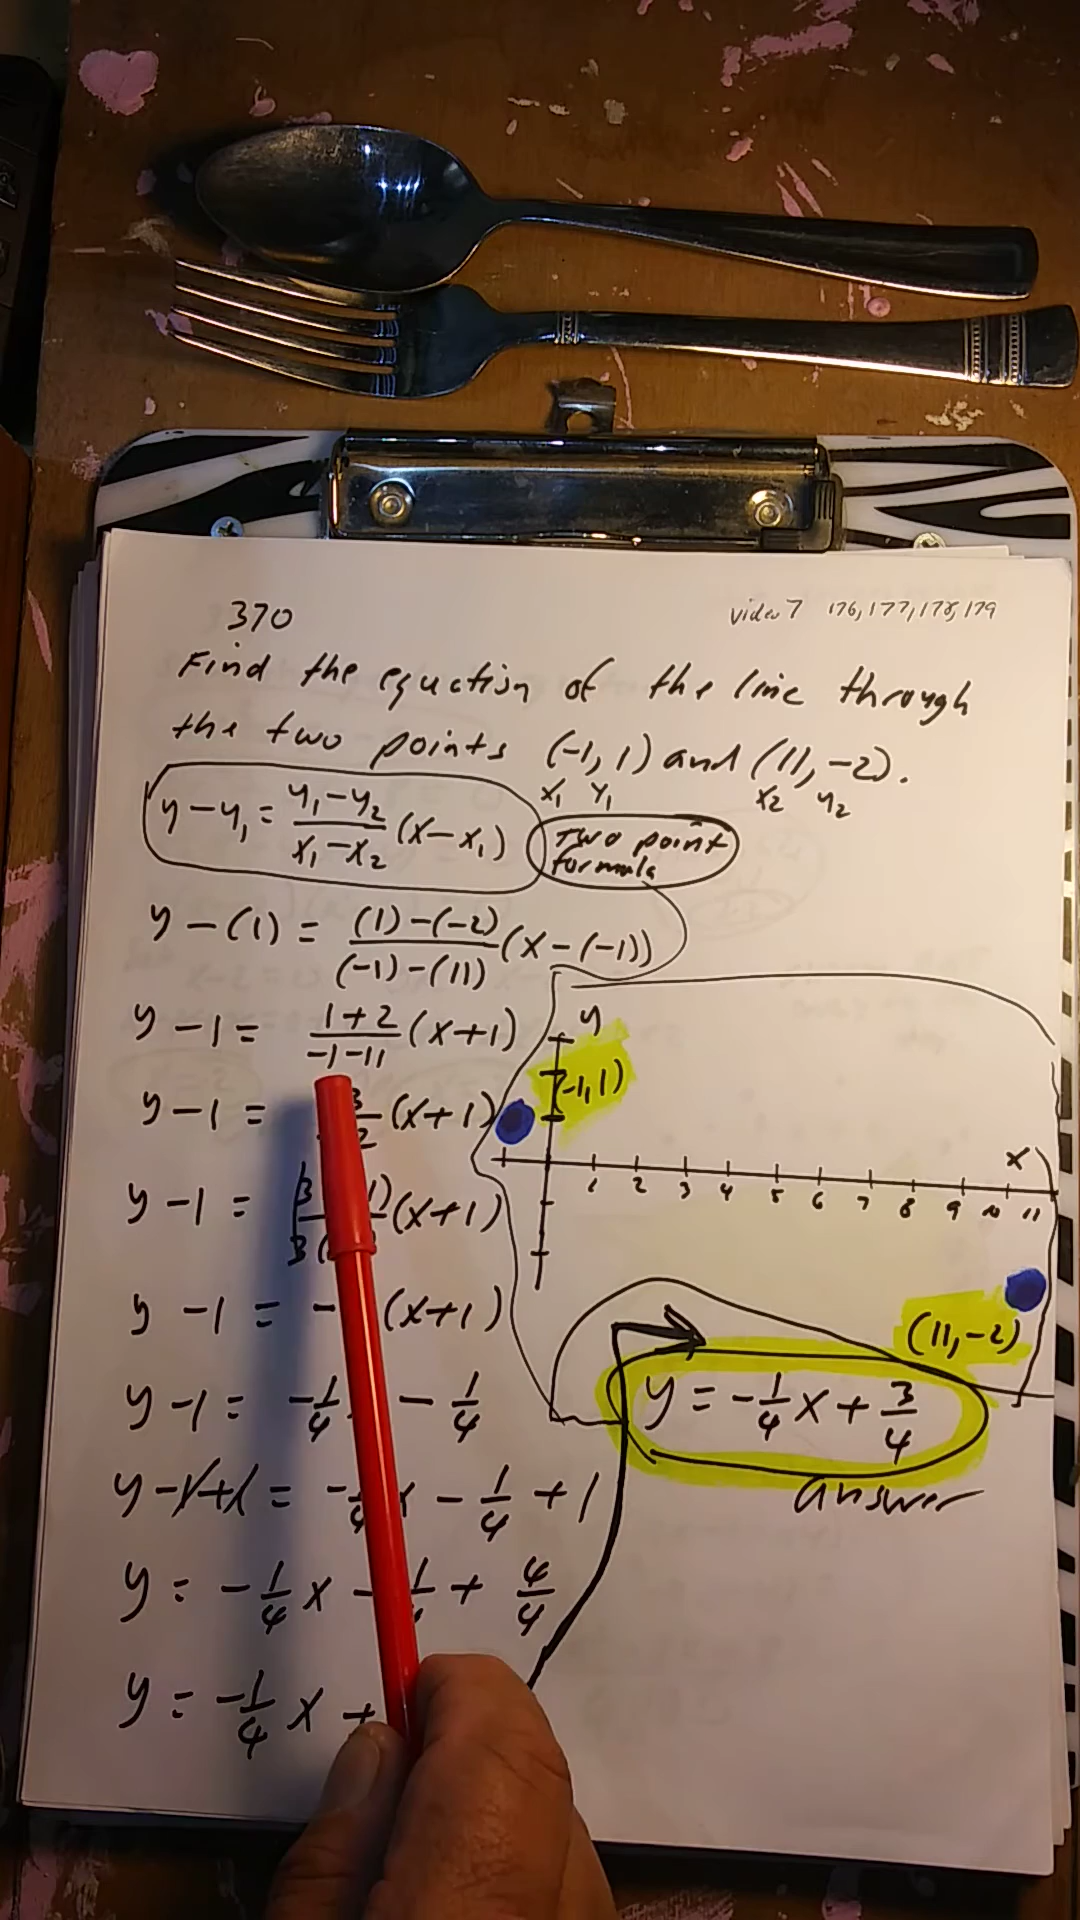 370
Video 7 176,177,178,179
Find the equation of the line through
the two points (-1,1) and (11,-2).
x₁ y₁ x₂ y₂
y-y₁ = (y₁-y₂)/(x₁-x₂) (x-x₁)
Two point
formula
y-(1) = ((1)-(-2))/((-1)-(11)) (x-(-1))
y-1 = (1+2)/(-1-11) (x+1)
y-1 = (x+1)
y-1 = (x+1)
y-1 = - (x+1)
y-1 = -1/4 - 1/4
y-1+1 = -1/4 x - 1/4 + 1
y = -1/4 x - 1/4 + 4/4
y = -1/4 x +
y
(-1,1)
x
1 2 3 4 5 6 7 8 9 10 11
(11,-2)
y = -1/4 x + 3/4
answer